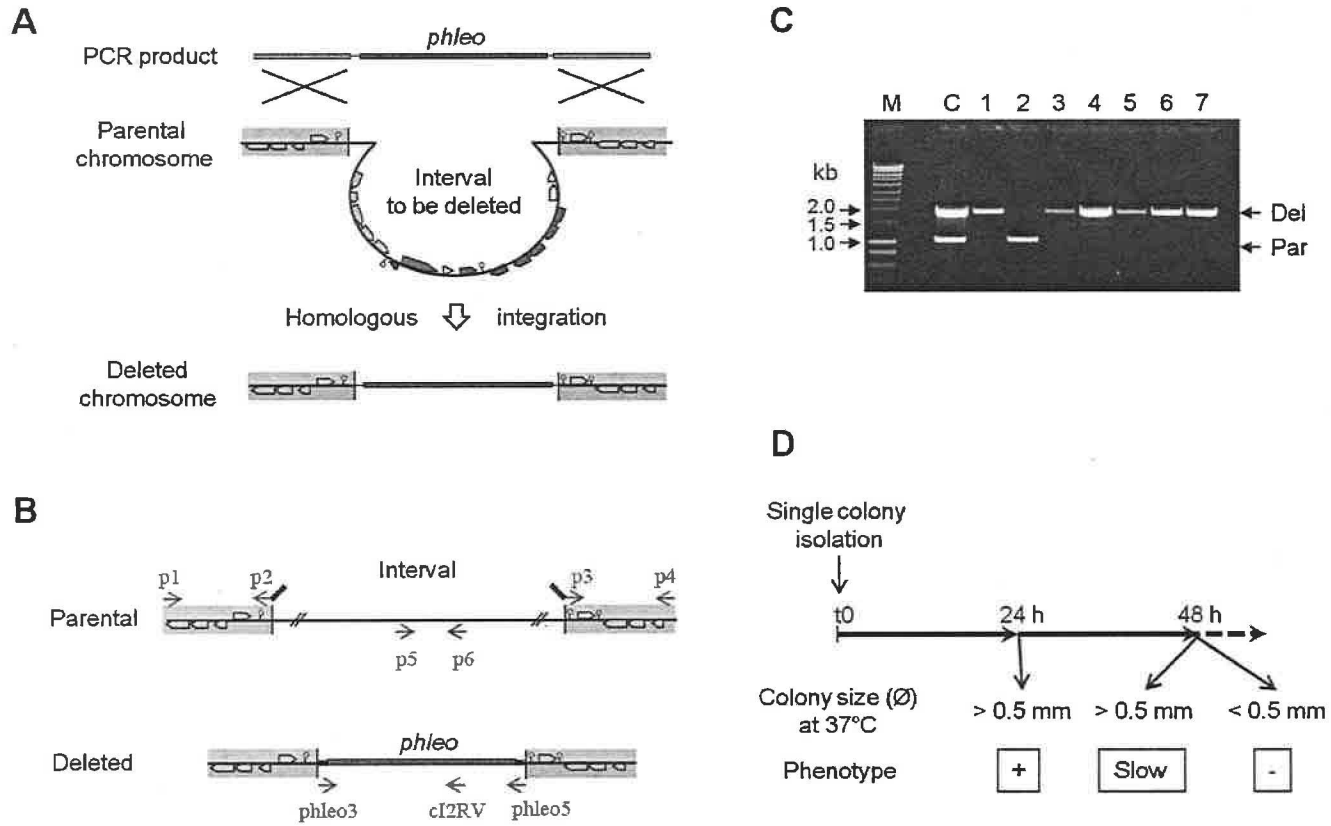 A
phleo
PCR product
Parental
chromosome
Interval
to be deleted
Homologous integration
Deleted
chromosome
B
p1 p2 Interval p3 p4
Parental
p5 p6
phleo
Deleted
phleo3 cI2RV phleo5
C
M C 1 2 3 4 5 6 7
kb
2.0
1.5
1.0
Del
Par
D
Single colony
isolation
t0 24 h 48 h
Colony size (Ø)
at 37°C
> 0.5 mm > 0.5 mm < 0.5 mm
Phenotype + Slow -